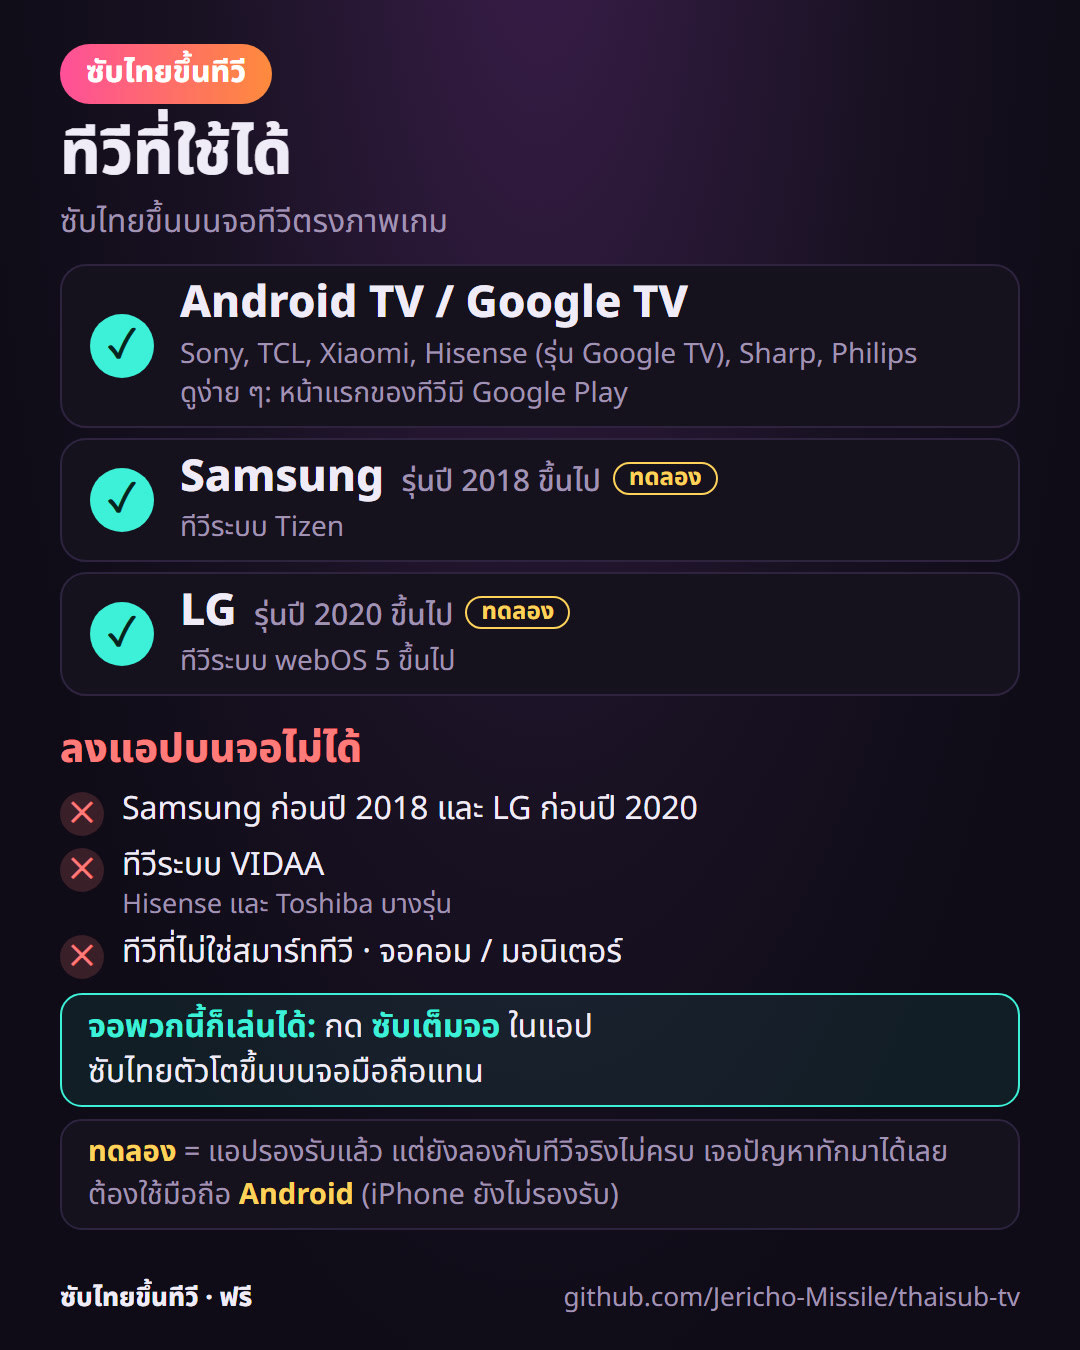 ซับไทยขึ้นทีวี
ทีวีที่ใช้ได้
ซับไทยขึ้นบนจอทีวีตรงภาพเกม
Android TV / Google TV
Sony, TCL, Xiaomi, Hisense (รุ่น Google TV), Sharp, Philips
ดูง่าย ๆ: หน้าแรกของทีวีมี Google Play
Samsung รุ่นปี 2018 ขึ้นไป ทดลอง
ทีวีระบบ Tizen
LG รุ่นปี 2020 ขึ้นไป ทดลอง
ทีวีระบบ webOS 5 ขึ้นไป
ลงแอปบนจอไม่ได้
Samsung ก่อนปี 2018 และ LG ก่อนปี 2020
ทีวีระบบ VIDAA
Hisense และ Toshiba บางรุ่น
ทีวีที่ไม่ใช่สมาร์ททีวี · จอคอม / มอนิเตอร์
จอพวกนี้ก็เล่นได้: กด ซับเต็มจอ ในแอป
ซับไทยตัวโตขึ้นบนจอมือถือแทน
ทดลอง = แอปรองรับแล้ว แต่ยังลองกับทีวีจริงไม่ครบ เจอปัญหาทักมาได้เลย
ต้องใช้มือถือ Android (iPhone ยังไม่รองรับ)
ซับไทยขึ้นทีวี · ฟรี
github.com/Jericho-Missile/thaisub-tv